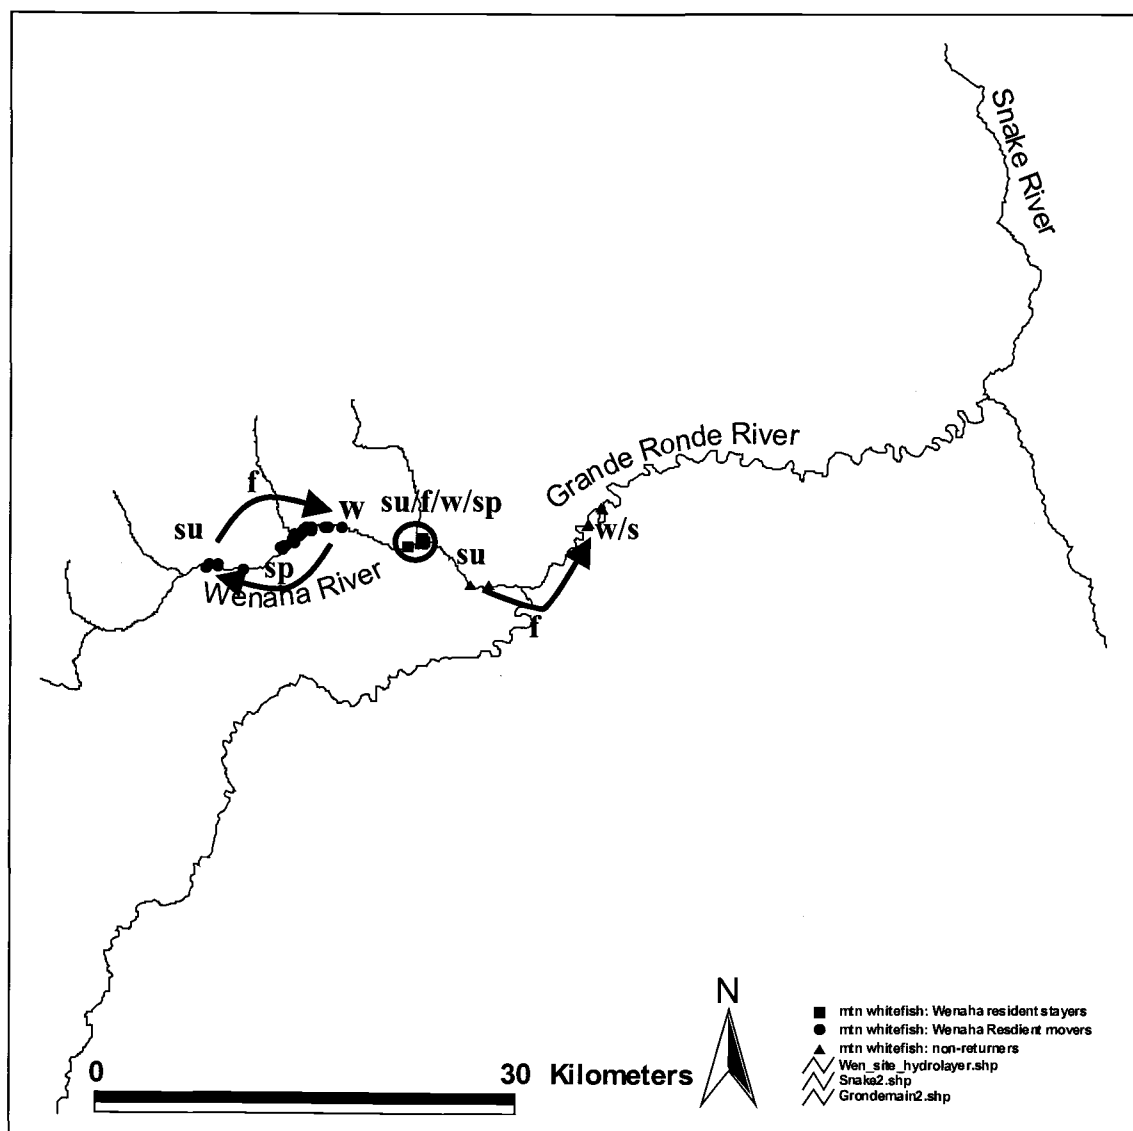 Snake River
Grande Ronde River
f
su
w
su/f/w/sp
su
w/s
sp
Wenaha River
f
N
mtn whitefish: Wenaha resident stayers
mtn whitefish: Wenaha Resdient movers
mtn whitefish: non-returners
Wen_site_hydrolayer.shp
Snake2.shp
Grondemain2.shp
0 30 Kilometers